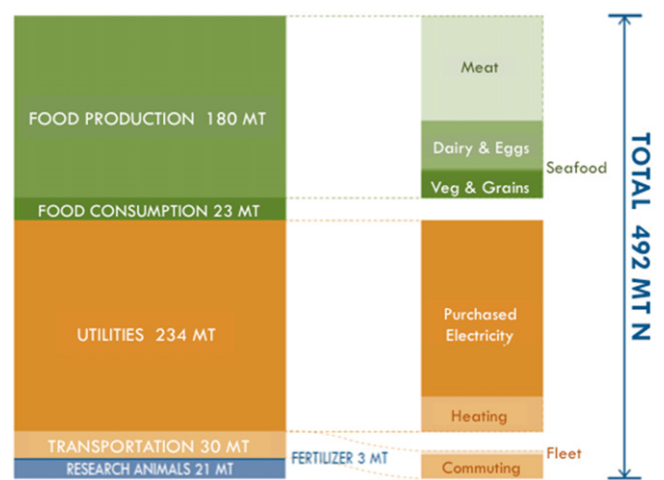 FOOD PRODUCTION 180 MT
FOOD CONSUMPTION 23 MT
UTILITIES 234 MT
TRANSPORTATION 30 MT
RESEARCH ANIMALS 21 MT
FERTILIZER 3 MT
Meat
Dairy & Eggs
Veg & Grains
Seafood
Purchased
Electricity
Heating
Fleet
Commuting
TOTAL 492 MT N